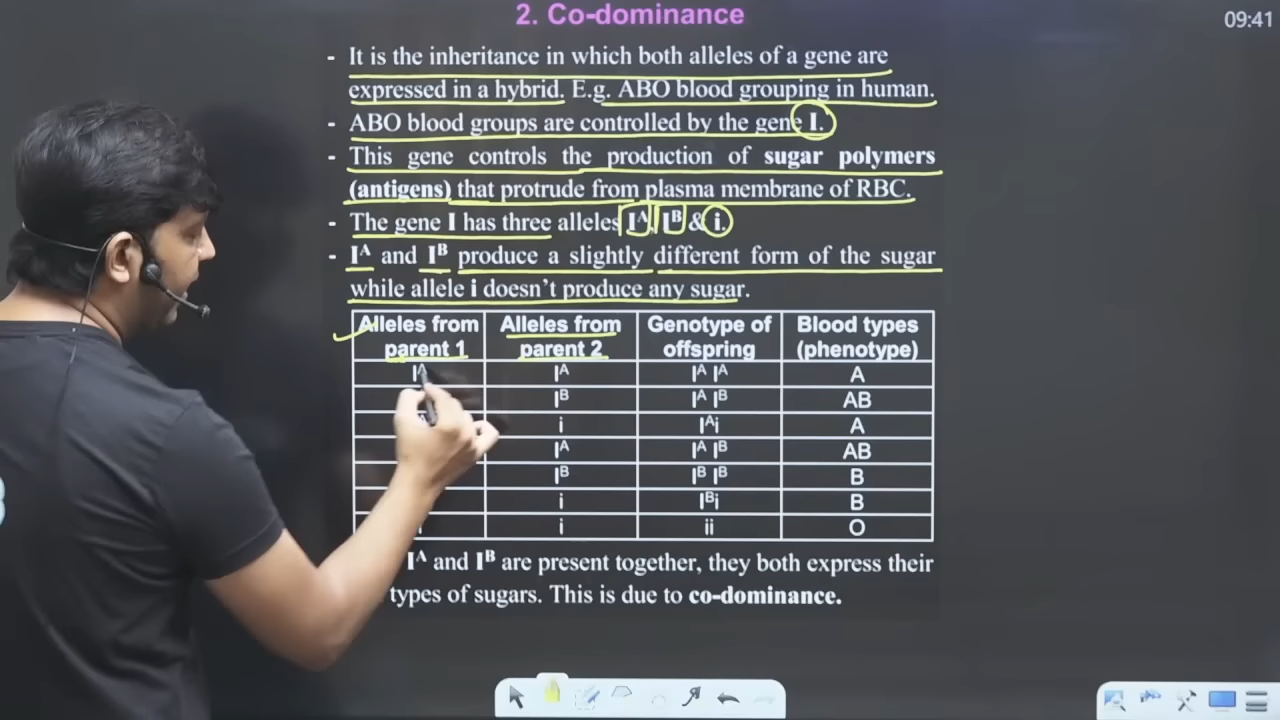 2. Co-dominance
09:41
- It is the inheritance in which both alleles of a gene are
expressed in a hybrid. E.g. ABO blood grouping in human.
- ABO blood groups are controlled by the gene I.
- This gene controls the production of sugar polymers
(antigens) that protrude from plasma membrane of RBC.
- The gene I has three alleles Iᴬ, Iᴮ & i.
- Iᴬ and Iᴮ produce a slightly different form of the sugar
while allele i doesn't produce any sugar.
Alleles from parent 1 Alleles from parent 2 Genotype of offspring Blood types (phenotype)
Iᴬ Iᴬ Iᴬ Iᴬ A
Iᴮ Iᴬ Iᴮ AB
i Iᴬi A
Iᴬ Iᴬ Iᴮ AB
Iᴮ Iᴮ Iᴮ B
i Iᴮi B
i i ii O
Iᴬ and Iᴮ are present together, they both express their
types of sugars. This is due to co-dominance.